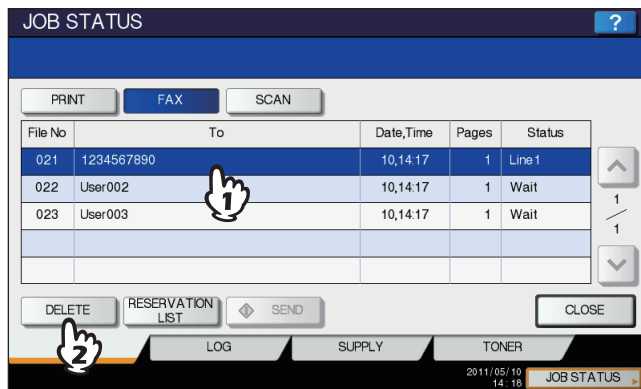 JOB STATUS ?
PRINT FAX SCAN
File No To Date,Time Pages Status
021 1234567890 10,14:17 1 Line1
022 User002 10,14:17 1 Wait
023 User003 10,14:17 1 Wait
1
1
1
DELETE RESERVATION LIST SEND CLOSE
2
LOG SUPPLY TONER
2011/05/10
14:18 JOB STATUS